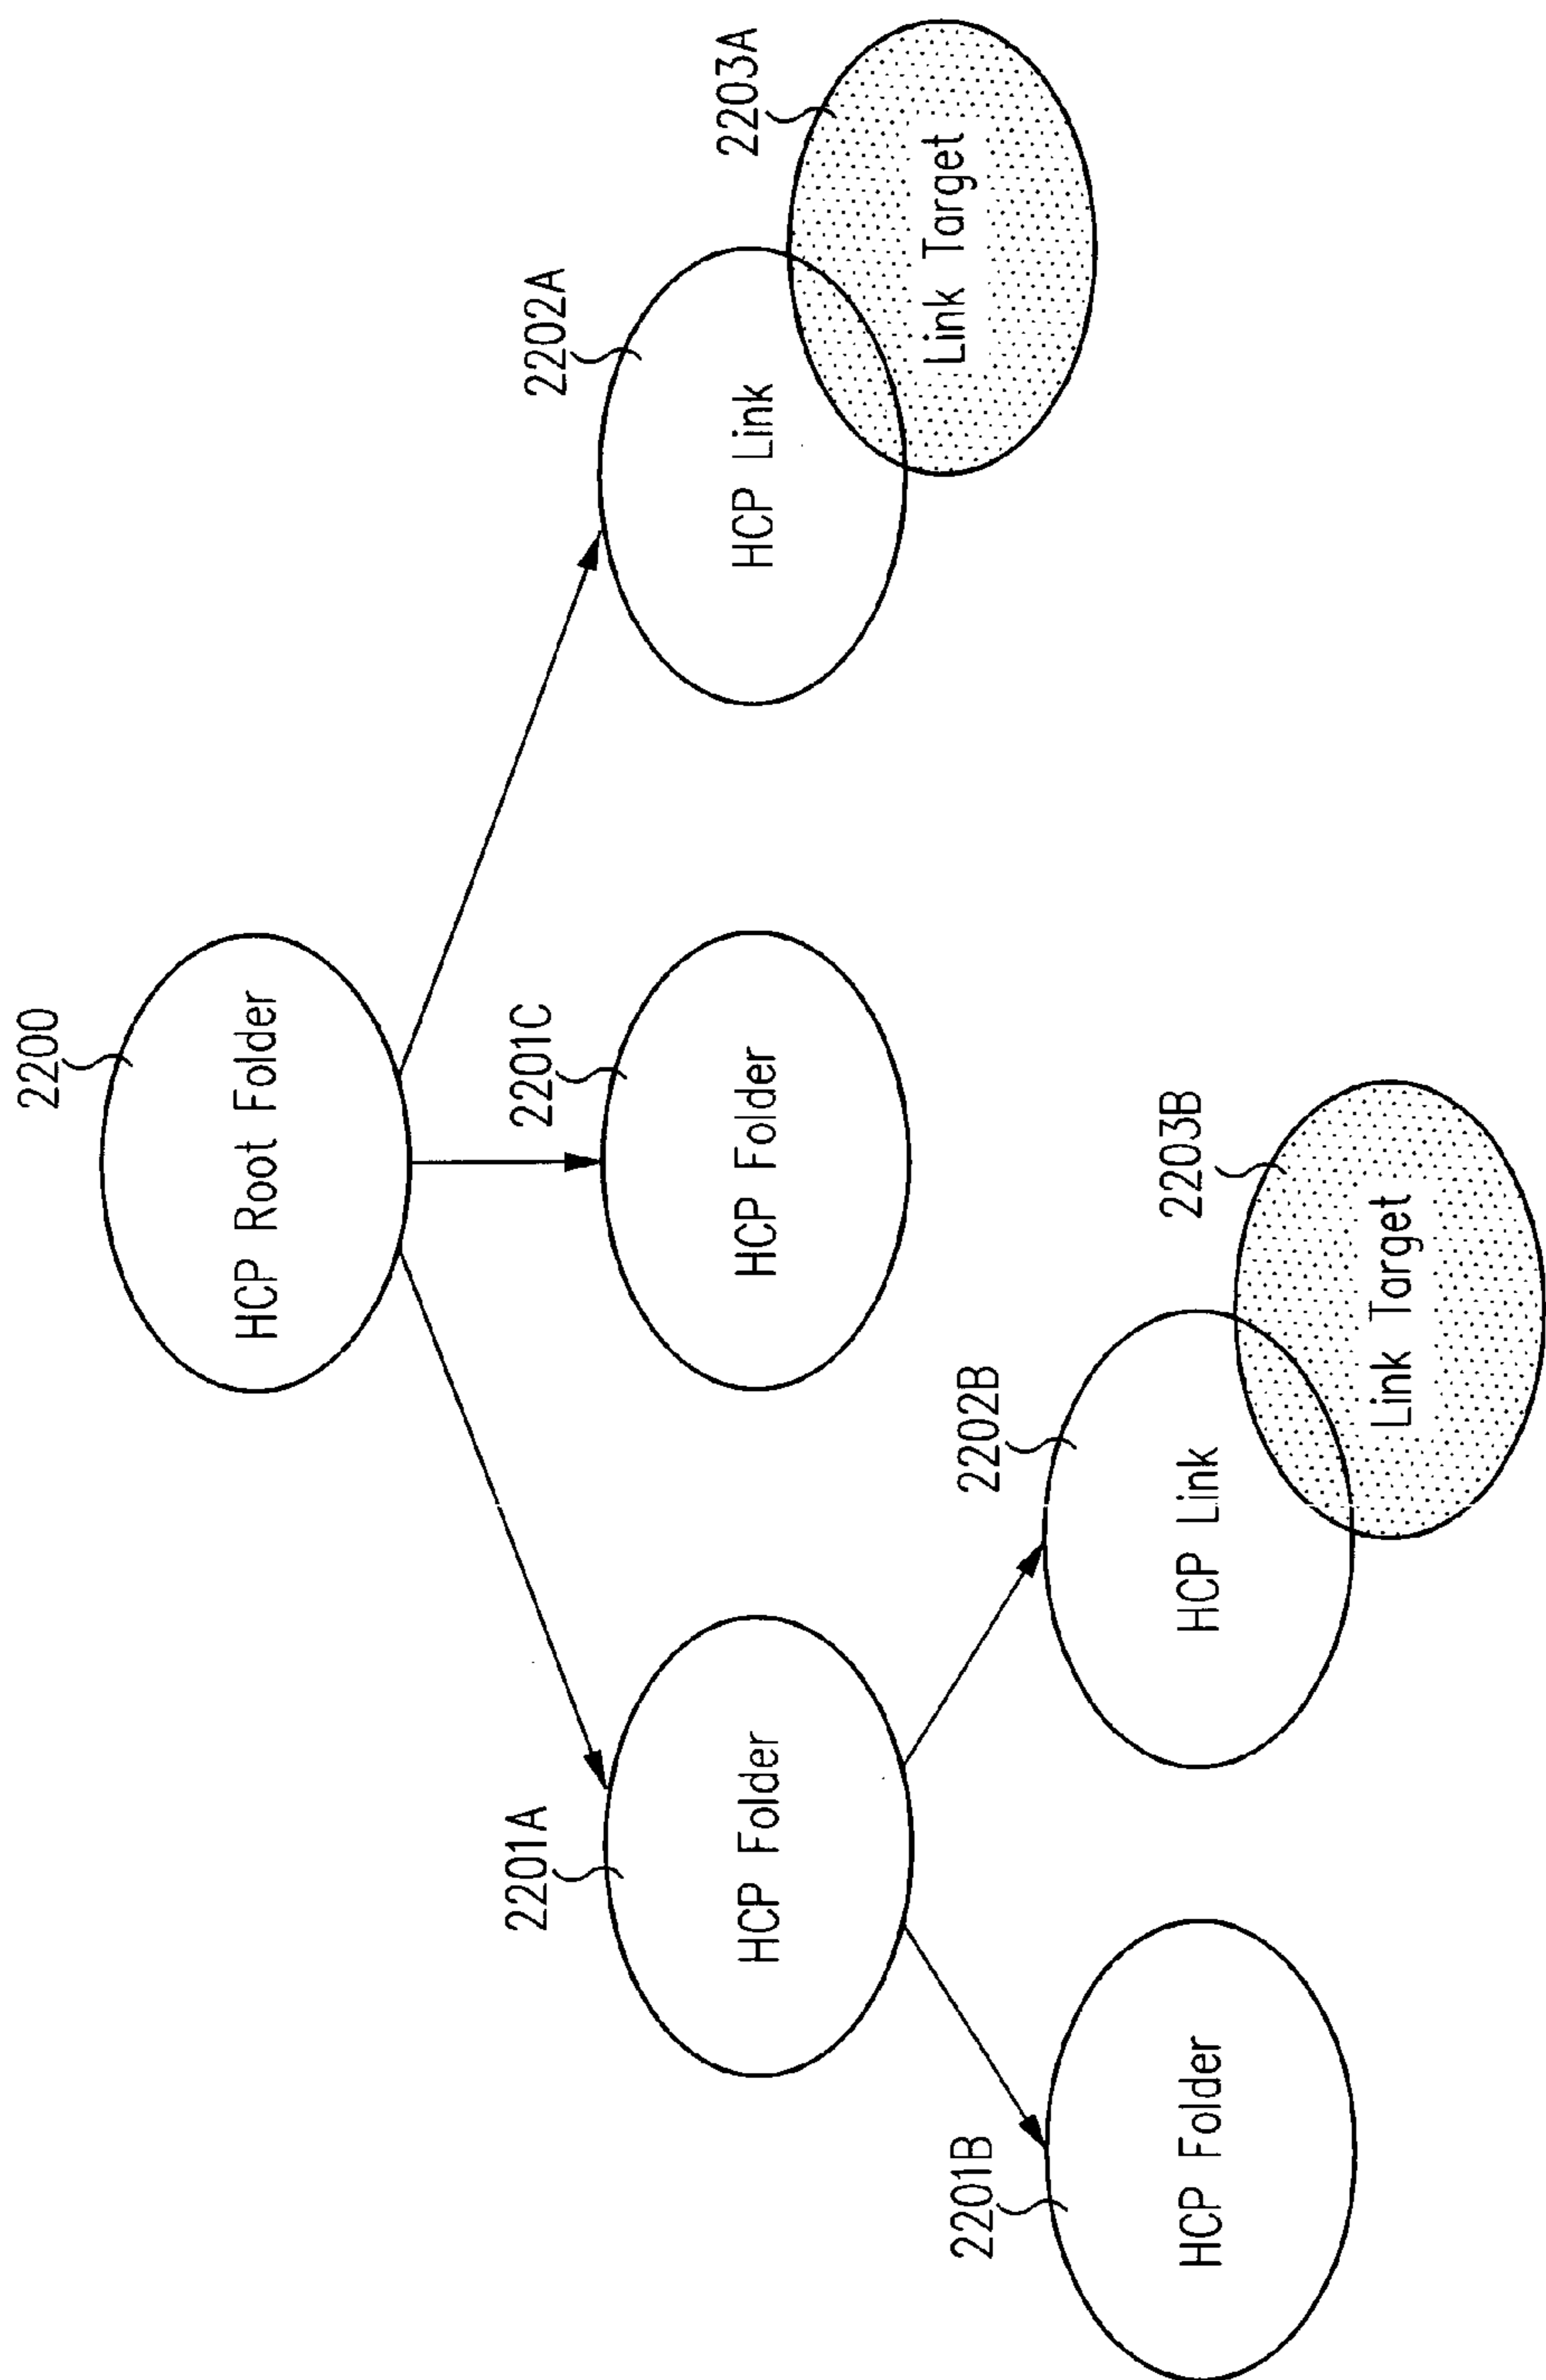 2200
HCP Root Folder
2201A
HCP Folder
2201C
HCP Folder
2202A
HCP Link
2203A
Link Target
2201B
HCP Folder
2202B
HCP Link
2203B
Link Target